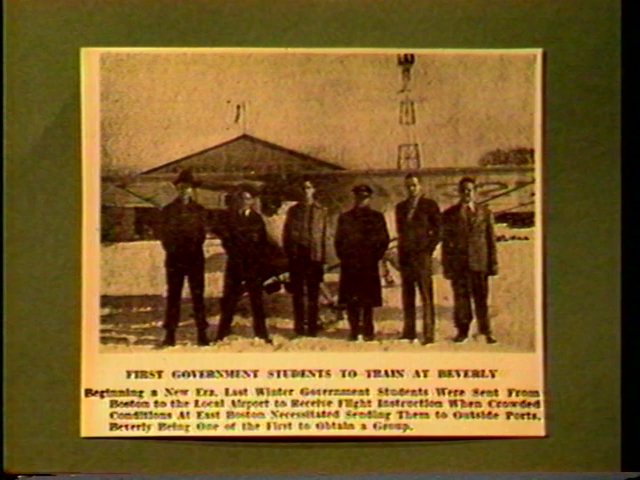 FIRST GOVERNMENT STUDENTS TO TRAIN AT BEVERLY
Beginning a New Era, Last Winter Government Students Were Sent From
Boston to the Local Airport to Receive Flight Instruction When Crowded
Conditions At East Boston Necessitated Sending Them to Outside Ports,
Beverly Being One of the First to Obtain a Group.